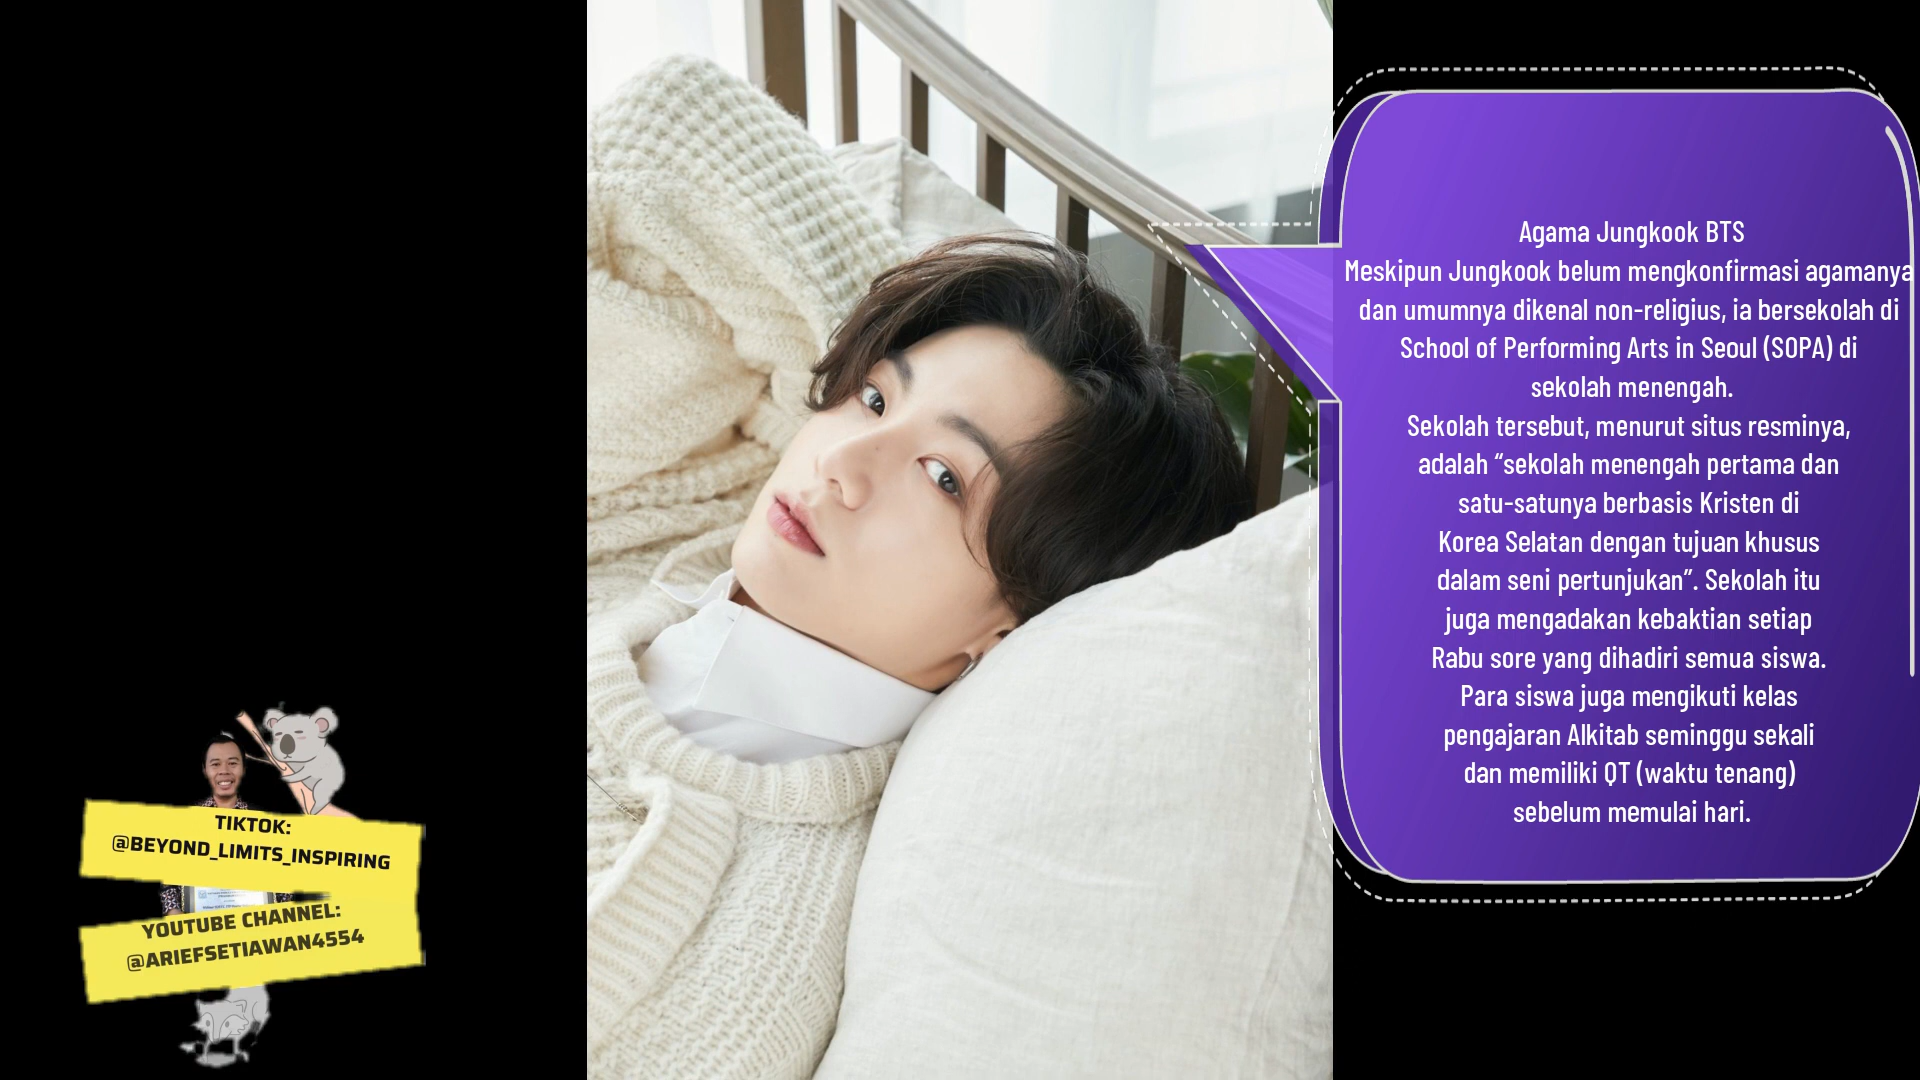 Agama Jungkook BTS
Meskipun Jungkook belum mengkonfirmasi agamanya
dan umumnya dikenal non-religius, ia bersekolah di
School of Performing Arts in Seoul (SOPA) di
sekolah menengah.
Sekolah tersebut, menurut situs resminya,
adalah “sekolah menengah pertama dan
satu-satunya berbasis Kristen di
Korea Selatan dengan tujuan khusus
dalam seni pertunjukan”. Sekolah itu
juga mengadakan kebaktian setiap
Rabu sore yang dihadiri semua siswa.
Para siswa juga mengikuti kelas
pengajaran Alkitab seminggu sekali
dan memiliki QT (waktu tenang)
sebelum memulai hari.
TIKTOK:
@BEYOND_LIMITS_INSPIRING
YOUTUBE CHANNEL:
@ARIEFSETIAWAN4554